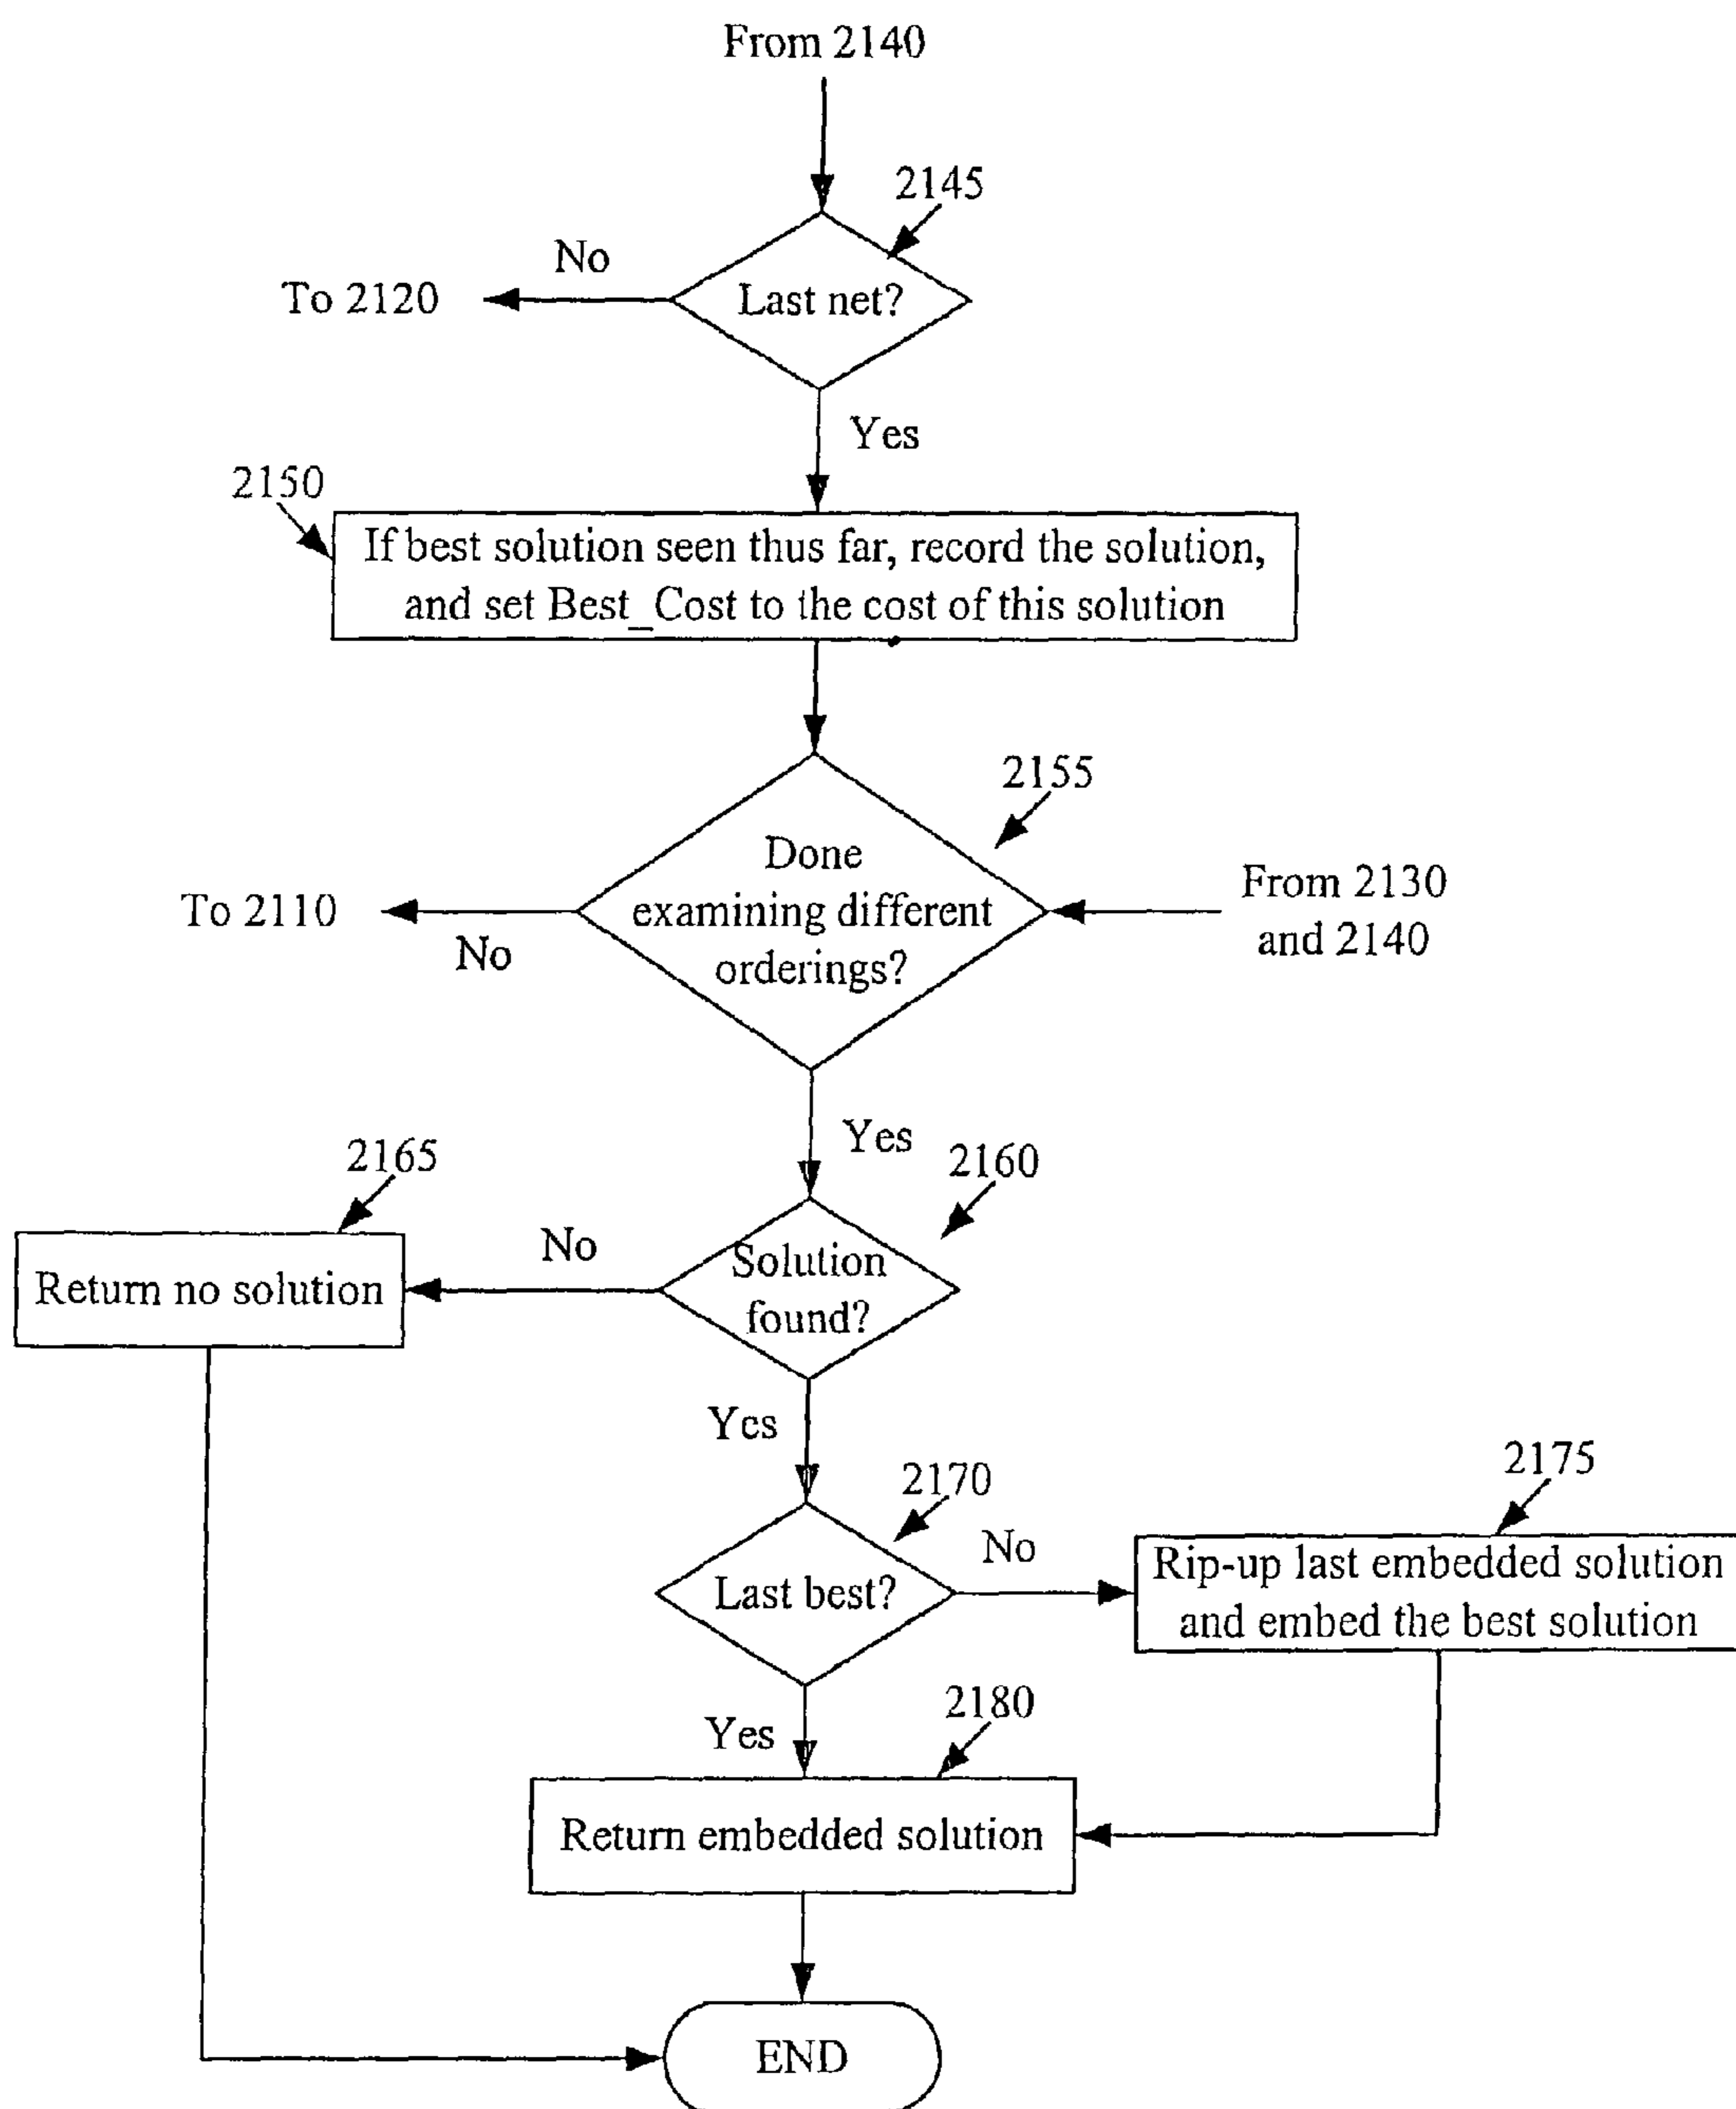 From 2140
2145
No
To 2120
Last net?
Yes
2150
If best solution seen thus far, record the solution,
and set Best_Cost to the cost of this solution
2155
Done
examining different
orderings?
To 2110
No
From 2130
and 2140
Yes
2160
2165
No
Return no solution
Solution
found?
Yes
2170
2175
No
Last best?
Rip-up last embedded solution
and embed the best solution
Yes
2180
Return embedded solution
END